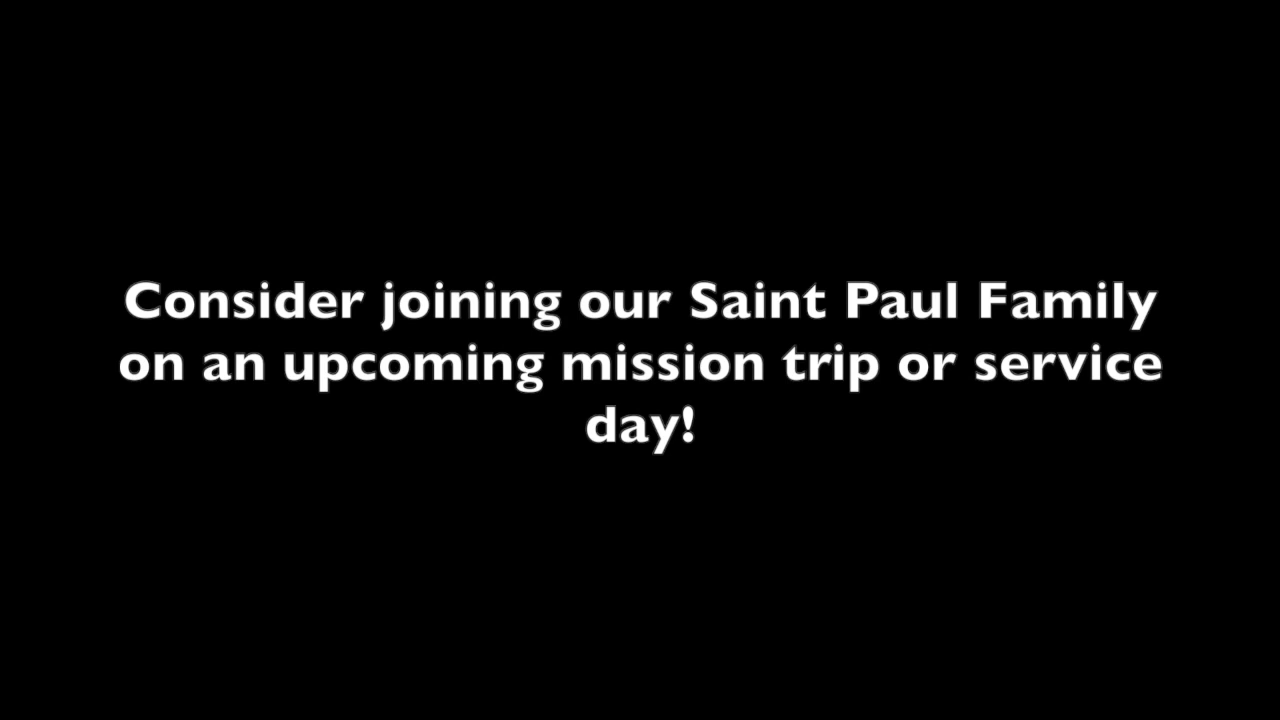 Consider joining our Saint Paul Family
on an upcoming mission trip or service
day!